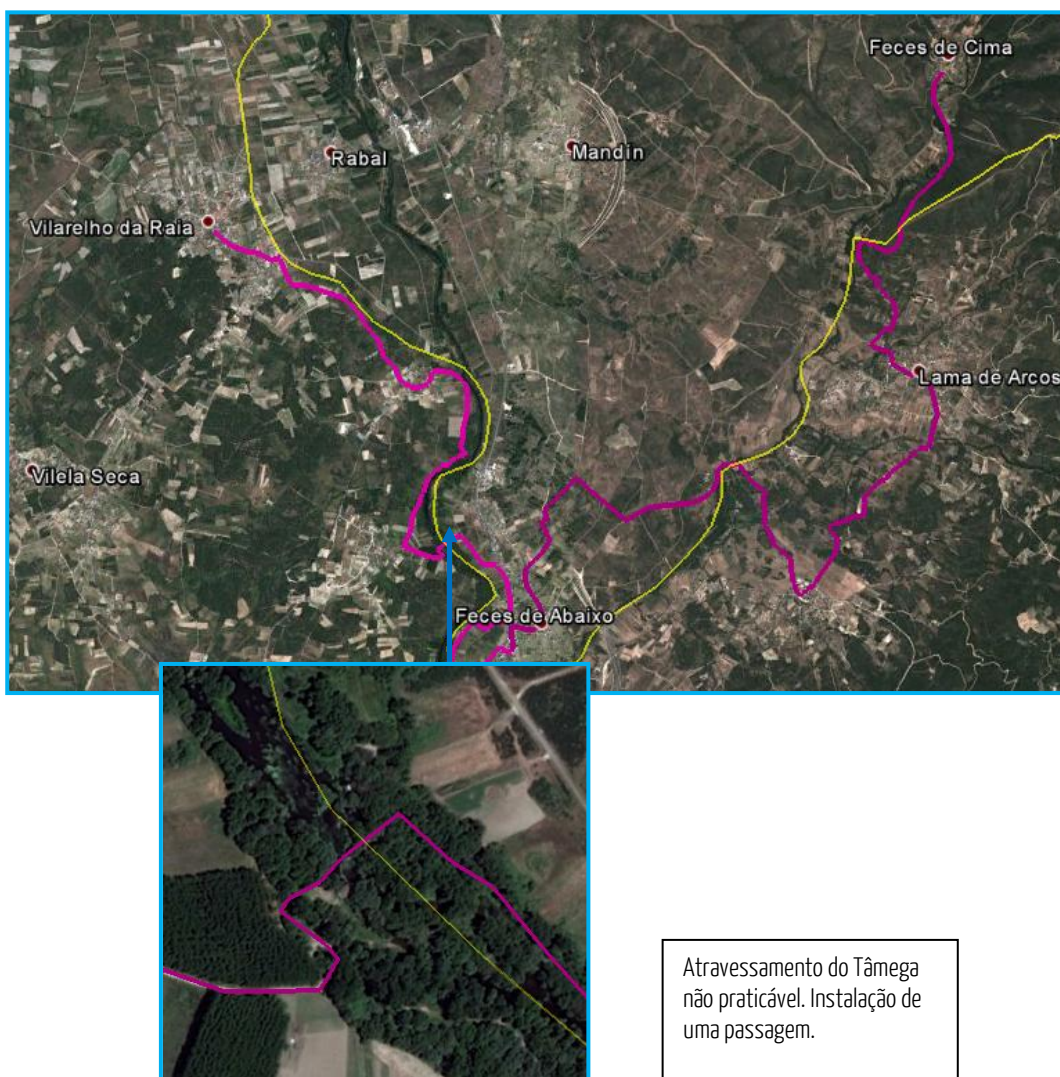 Feces de Cima
Rabal
Mandín
Vilarelho da Raia
Lama de Arcos
Vilela Seca
Feces de Abaixo
Atravessamento do Tâmega
não praticável. Instalação de
uma passagem.